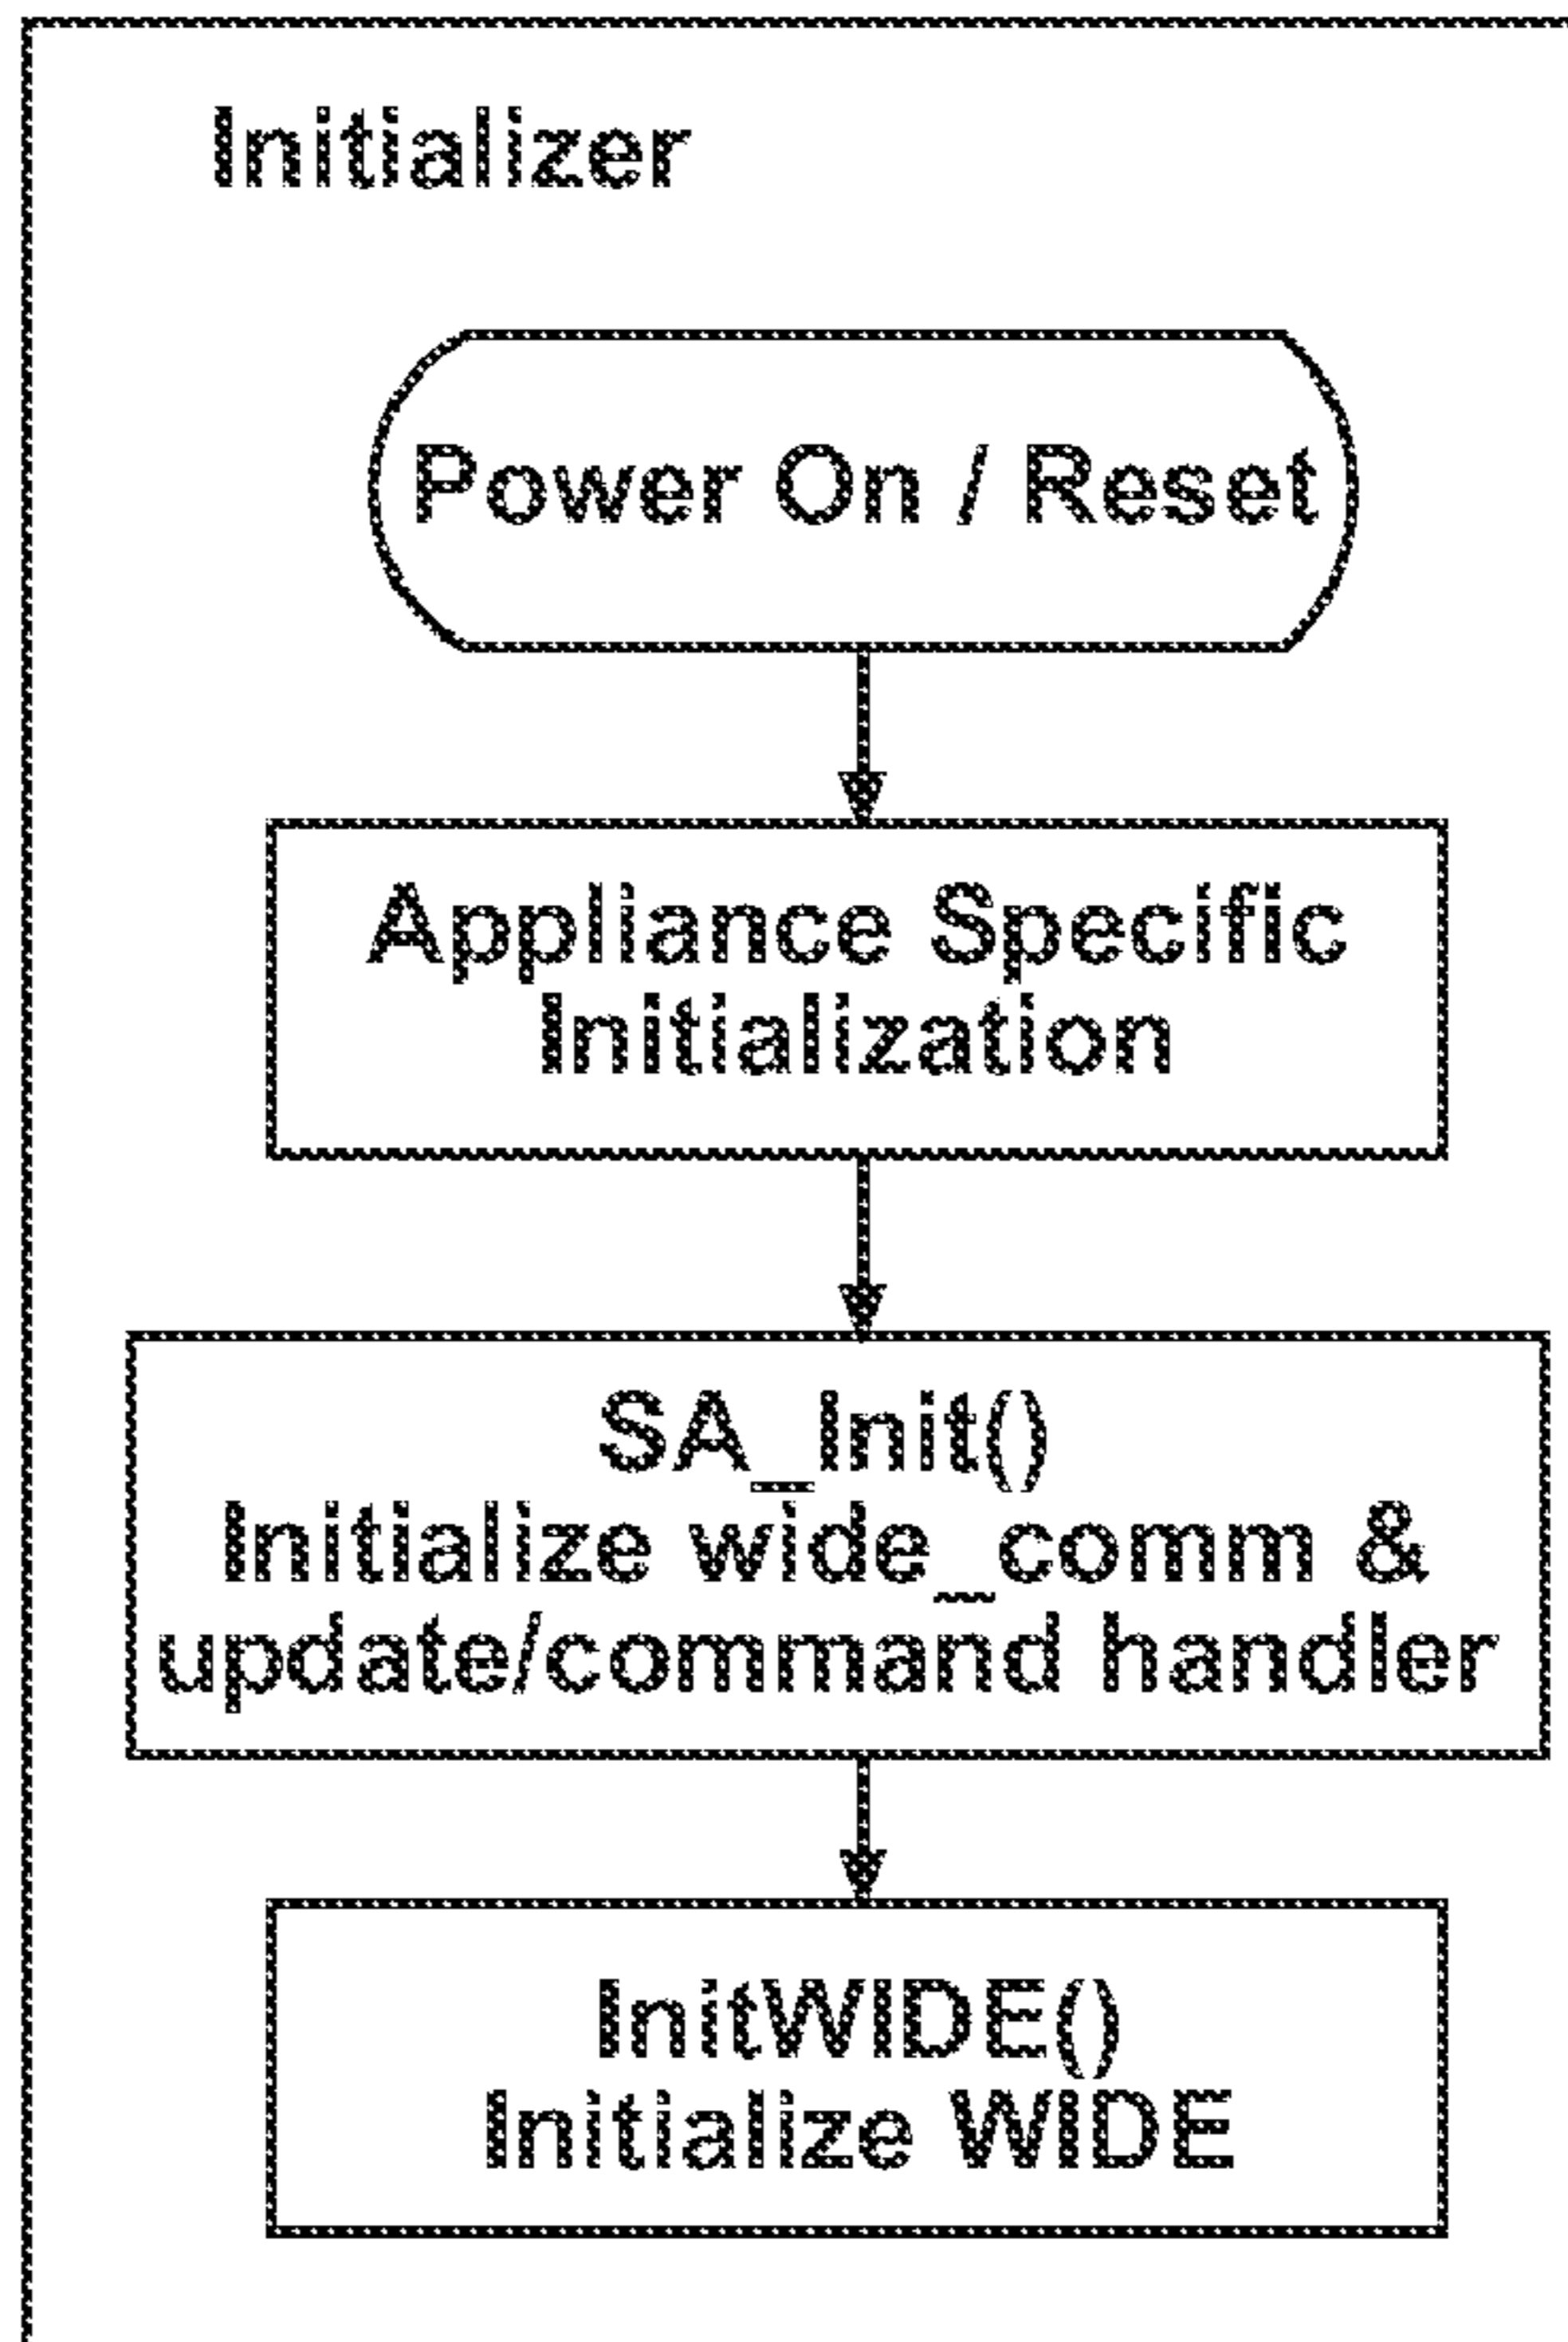 Initializer
Power On / Reset
Appliance Specific
Initialization
SA_Init()
Initialize wide_comm &
update/command handler
InitWIDE()
Initialize WIDE